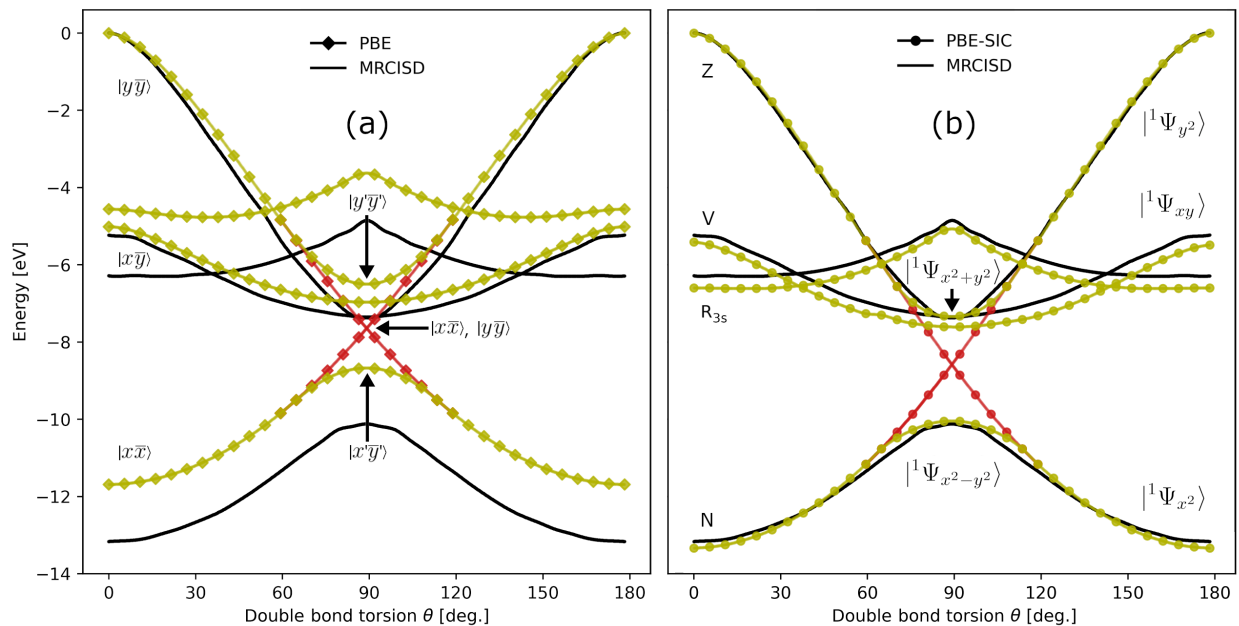 PBE
MRCISD
(a)
|yȳ⟩
|y'ȳ'⟩
|xȳ⟩
|xx̄⟩, |yȳ⟩
|xx̄⟩
|x'ȳ'⟩
Energy [eV]
0
−2
−4
−6
−8
−10
−12
−14
0 30 60 90 120 150 180
Double bond torsion θ [deg.]
PBE-SIC
MRCISD
(b)
Z
|¹Ψ_{y²}⟩
V
|¹Ψ_{xy}⟩
|¹Ψ_{x²+y²}⟩
R₃ₛ
|¹Ψ_{x²−y²}⟩
|¹Ψ_{x²}⟩
N
0 30 60 90 120 150 180
Double bond torsion θ [deg.]